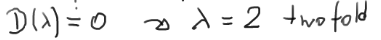 D(λ) = 0 ↝ λ = 2 twofold